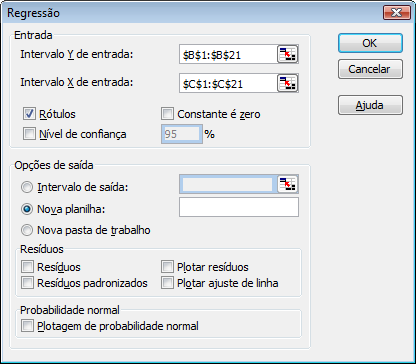 Regressão
Entrada
Intervalo Y de entrada: $B$1:$B$21
OK
Intervalo X de entrada: $C$1:$C$21
Cancelar
Rótulos Constante é zero
Ajuda
Nível de confiança 95 %
Opções de saída
Intervalo de saída:
Nova planilha:
Nova pasta de trabalho
Resíduos
Resíduos Plotar resíduos
Resíduos padronizados Plotar ajuste de linha
Probabilidade normal
Plotagem de probabilidade normal